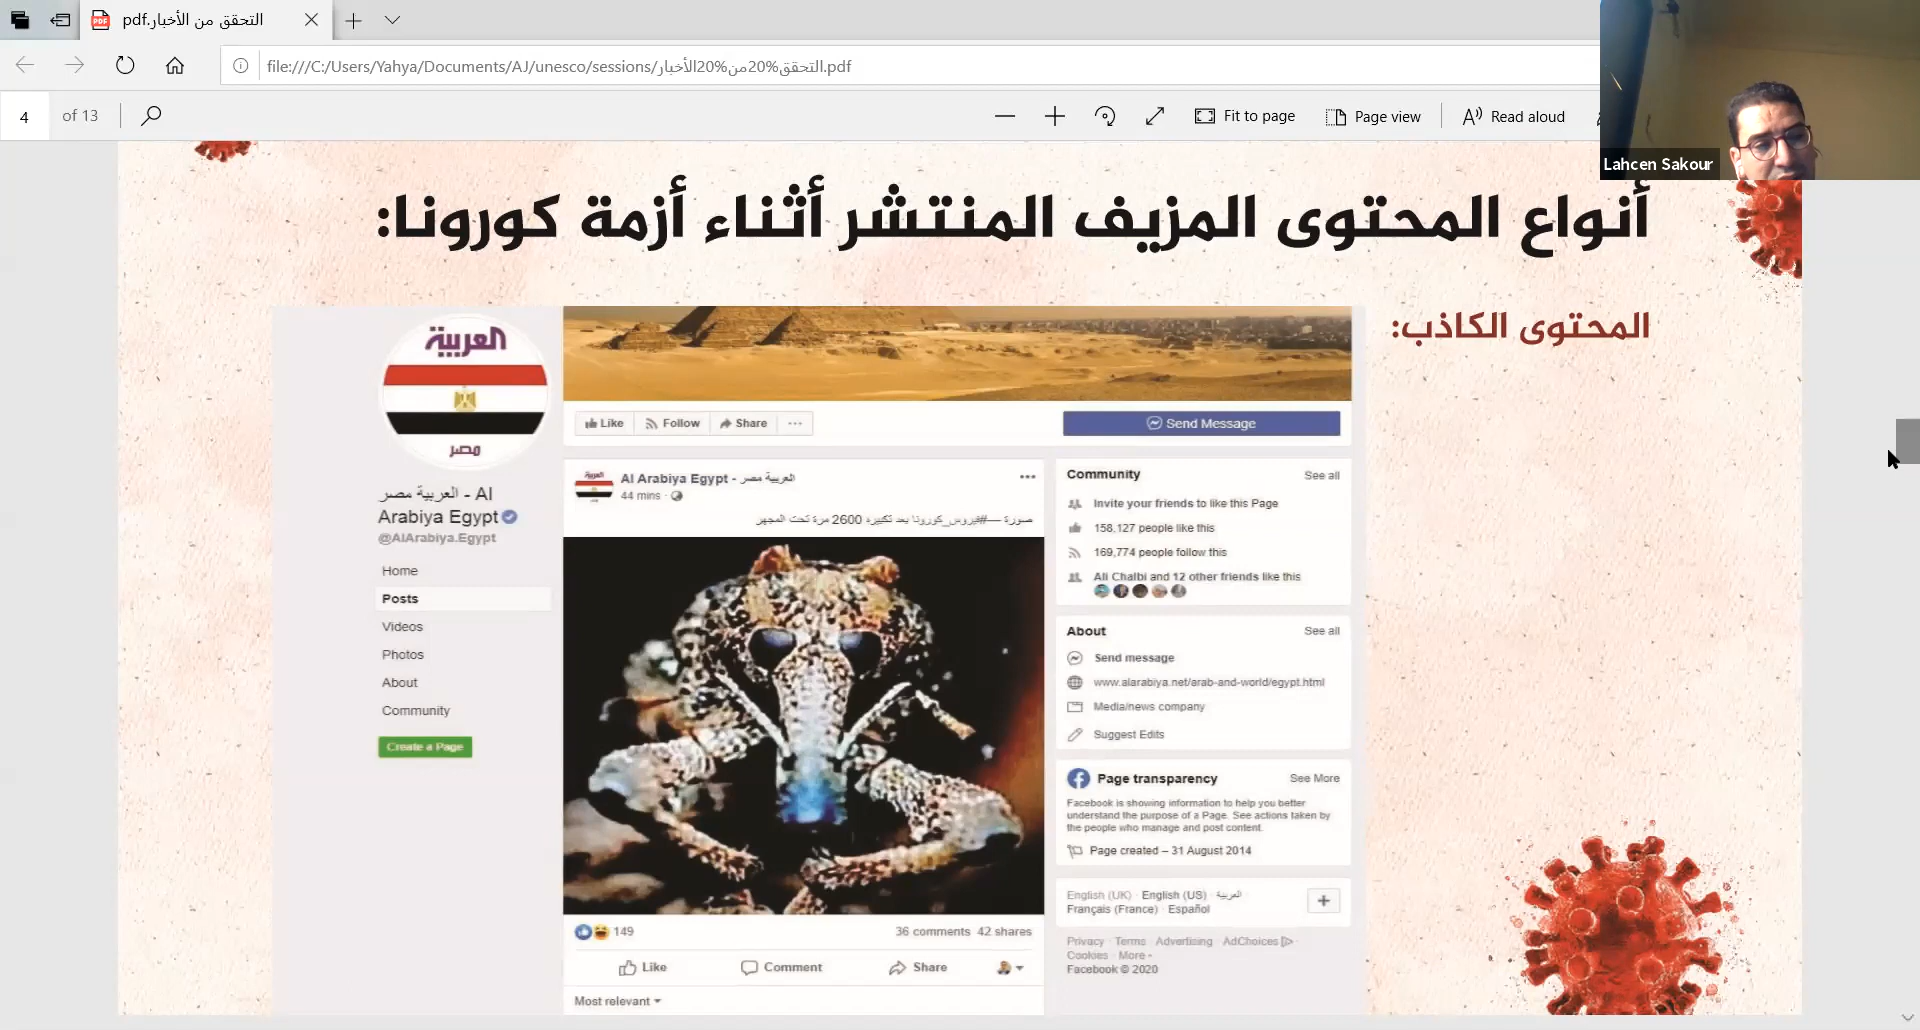 التحقق من الأخبار.pdf
file:///C:/Users/Yahya/Documents/AJ/unesco/sessions/التحقق%20من%20الأخبار.pdf
4 of 13
Fit to page
Page view
Read aloud
Lahcen Sakour
أنواع المحتوى المزيف المنتشر أثناء أزمة كورونا:
المحتوى الكاذب:
العربية
مصر
العربية مصر - Al
Arabiya Egypt
@AlArabiya.Egypt
Home
Posts
Videos
Photos
About
Community
Create a Page
Like Follow Share
Send Message
Al Arabiya Egypt - العربية مصر
44 mins
صورة —#فيروس_كورونا بعد تكبيره 2600 مرة تحت المجهر
149
36 comments 42 shares
Like Comment Share
Most relevant
Community See all
Invite your friends to like this Page
158,127 people like this
169,774 people follow this
Ali Chalbi and 12 other friends like this
About See all
Send message
www.alarabiya.net/arab-and-world/egypt.html
Media/news company
Suggest Edits
Page transparency See More
Facebook is showing information to help you better
understand the purpose of a Page. See actions taken by
the people who manage and post content.
Page created – 31 August 2014
English (UK) · English (US) · العربية
Français (France) · Español
Privacy · Terms · Advertising · AdChoices
Cookies · More
Facebook © 2020